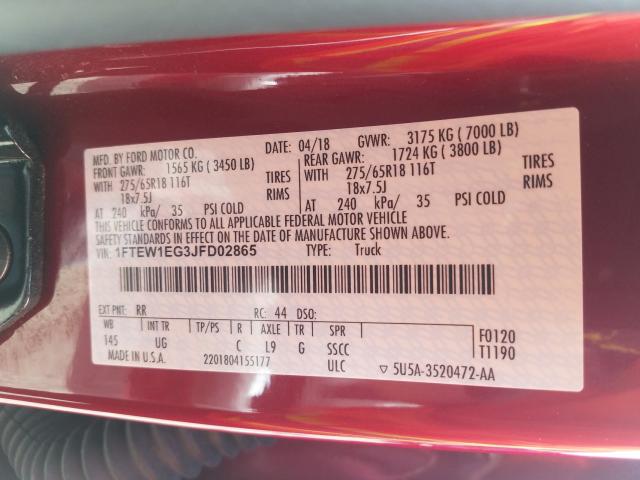 MFD. BY FORD MOTOR CO. DATE: 04/18 GVWR: 3175 KG ( 7000 LB)
FRONT GAWR: 1565 KG ( 3450 LB) REAR GAWR: 1724 KG ( 3800 LB)
WITH 275/65R18 116T TIRES WITH 275/65R18 116T TIRES
18x7.5J RIMS 18x7.5J RIMS
AT 240 kPa/ 35 PSI COLD AT 240 kPa/ 35 PSI COLD
THIS VEHICLE CONFORMS TO ALL APPLICABLE FEDERAL MOTOR VEHICLE
SAFETY STANDARDS IN EFFECT ON THE DATE OF MANUFACTURE SHOWN ABOVE.
VIN: 1FTEW1EG3JFD02865 TYPE: Truck
EXT PNT: RR RC: 44 DSO:
WB INT TR TP/PS R AXLE TR SPR F0120
145 UG C L9 G SSCC T1190
MADE IN U.S.A. 2201804155177 ULC ▽ 5U5A-3520472-AA